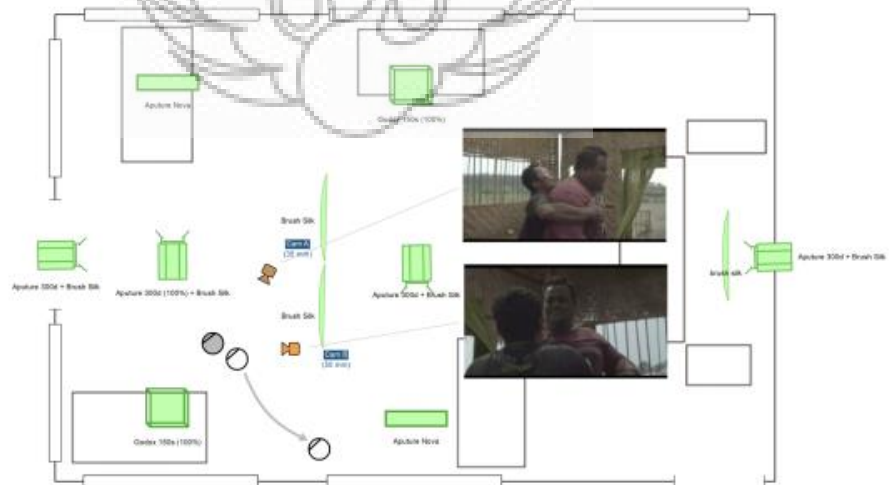 Aputure Nova
Godox 150s (100%)
Brush Silk
Cam A
(35 mm)
brush silk
Aputure 300d + Brush Silk
Aputure 300d + Brush Silk
Aputure 300d (100%) + Brush Silk
Aputure 300d + Brush Silk
Brush Silk
Cam B
(50 mm)
Godox 150s (100%)
Aputure Nova